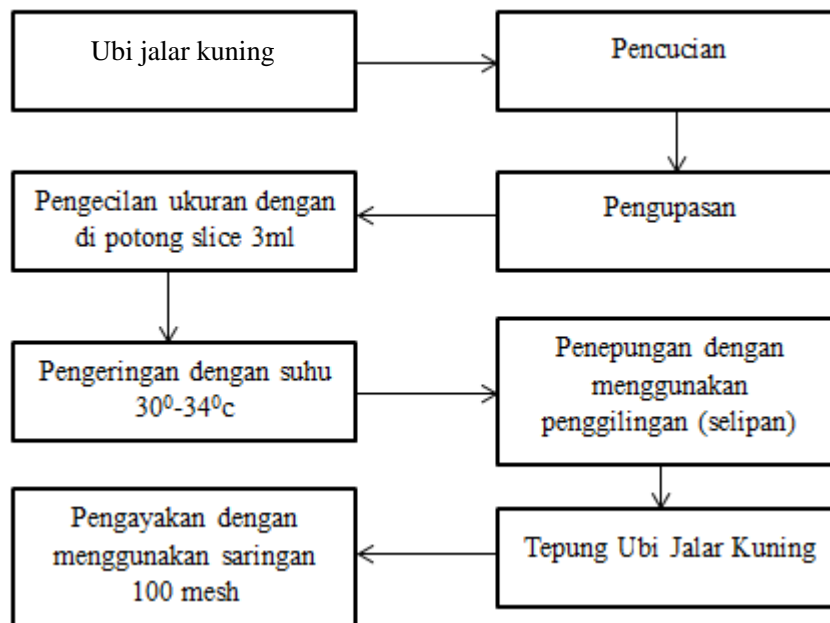 Ubi jalar kuning
Pencucian
Pengupasan
Pengecilan ukuran dengan
di potong slice 3ml
Pengeringan dengan suhu
30⁰-34⁰c
Penepungan dengan
menggunakan
penggilingan (selipan)
Tepung Ubi Jalar Kuning
Pengayakan dengan
menggunakan saringan
100 mesh